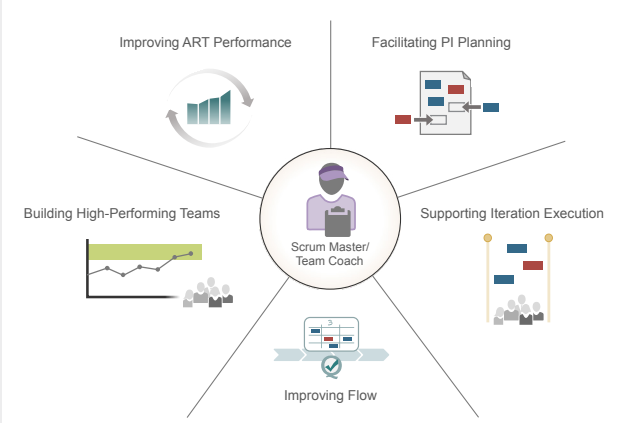 Improving ART Performance
Facilitating PI Planning
Building High-Performing Teams
Supporting Iteration Execution
Scrum Master/
Team Coach
Improving Flow